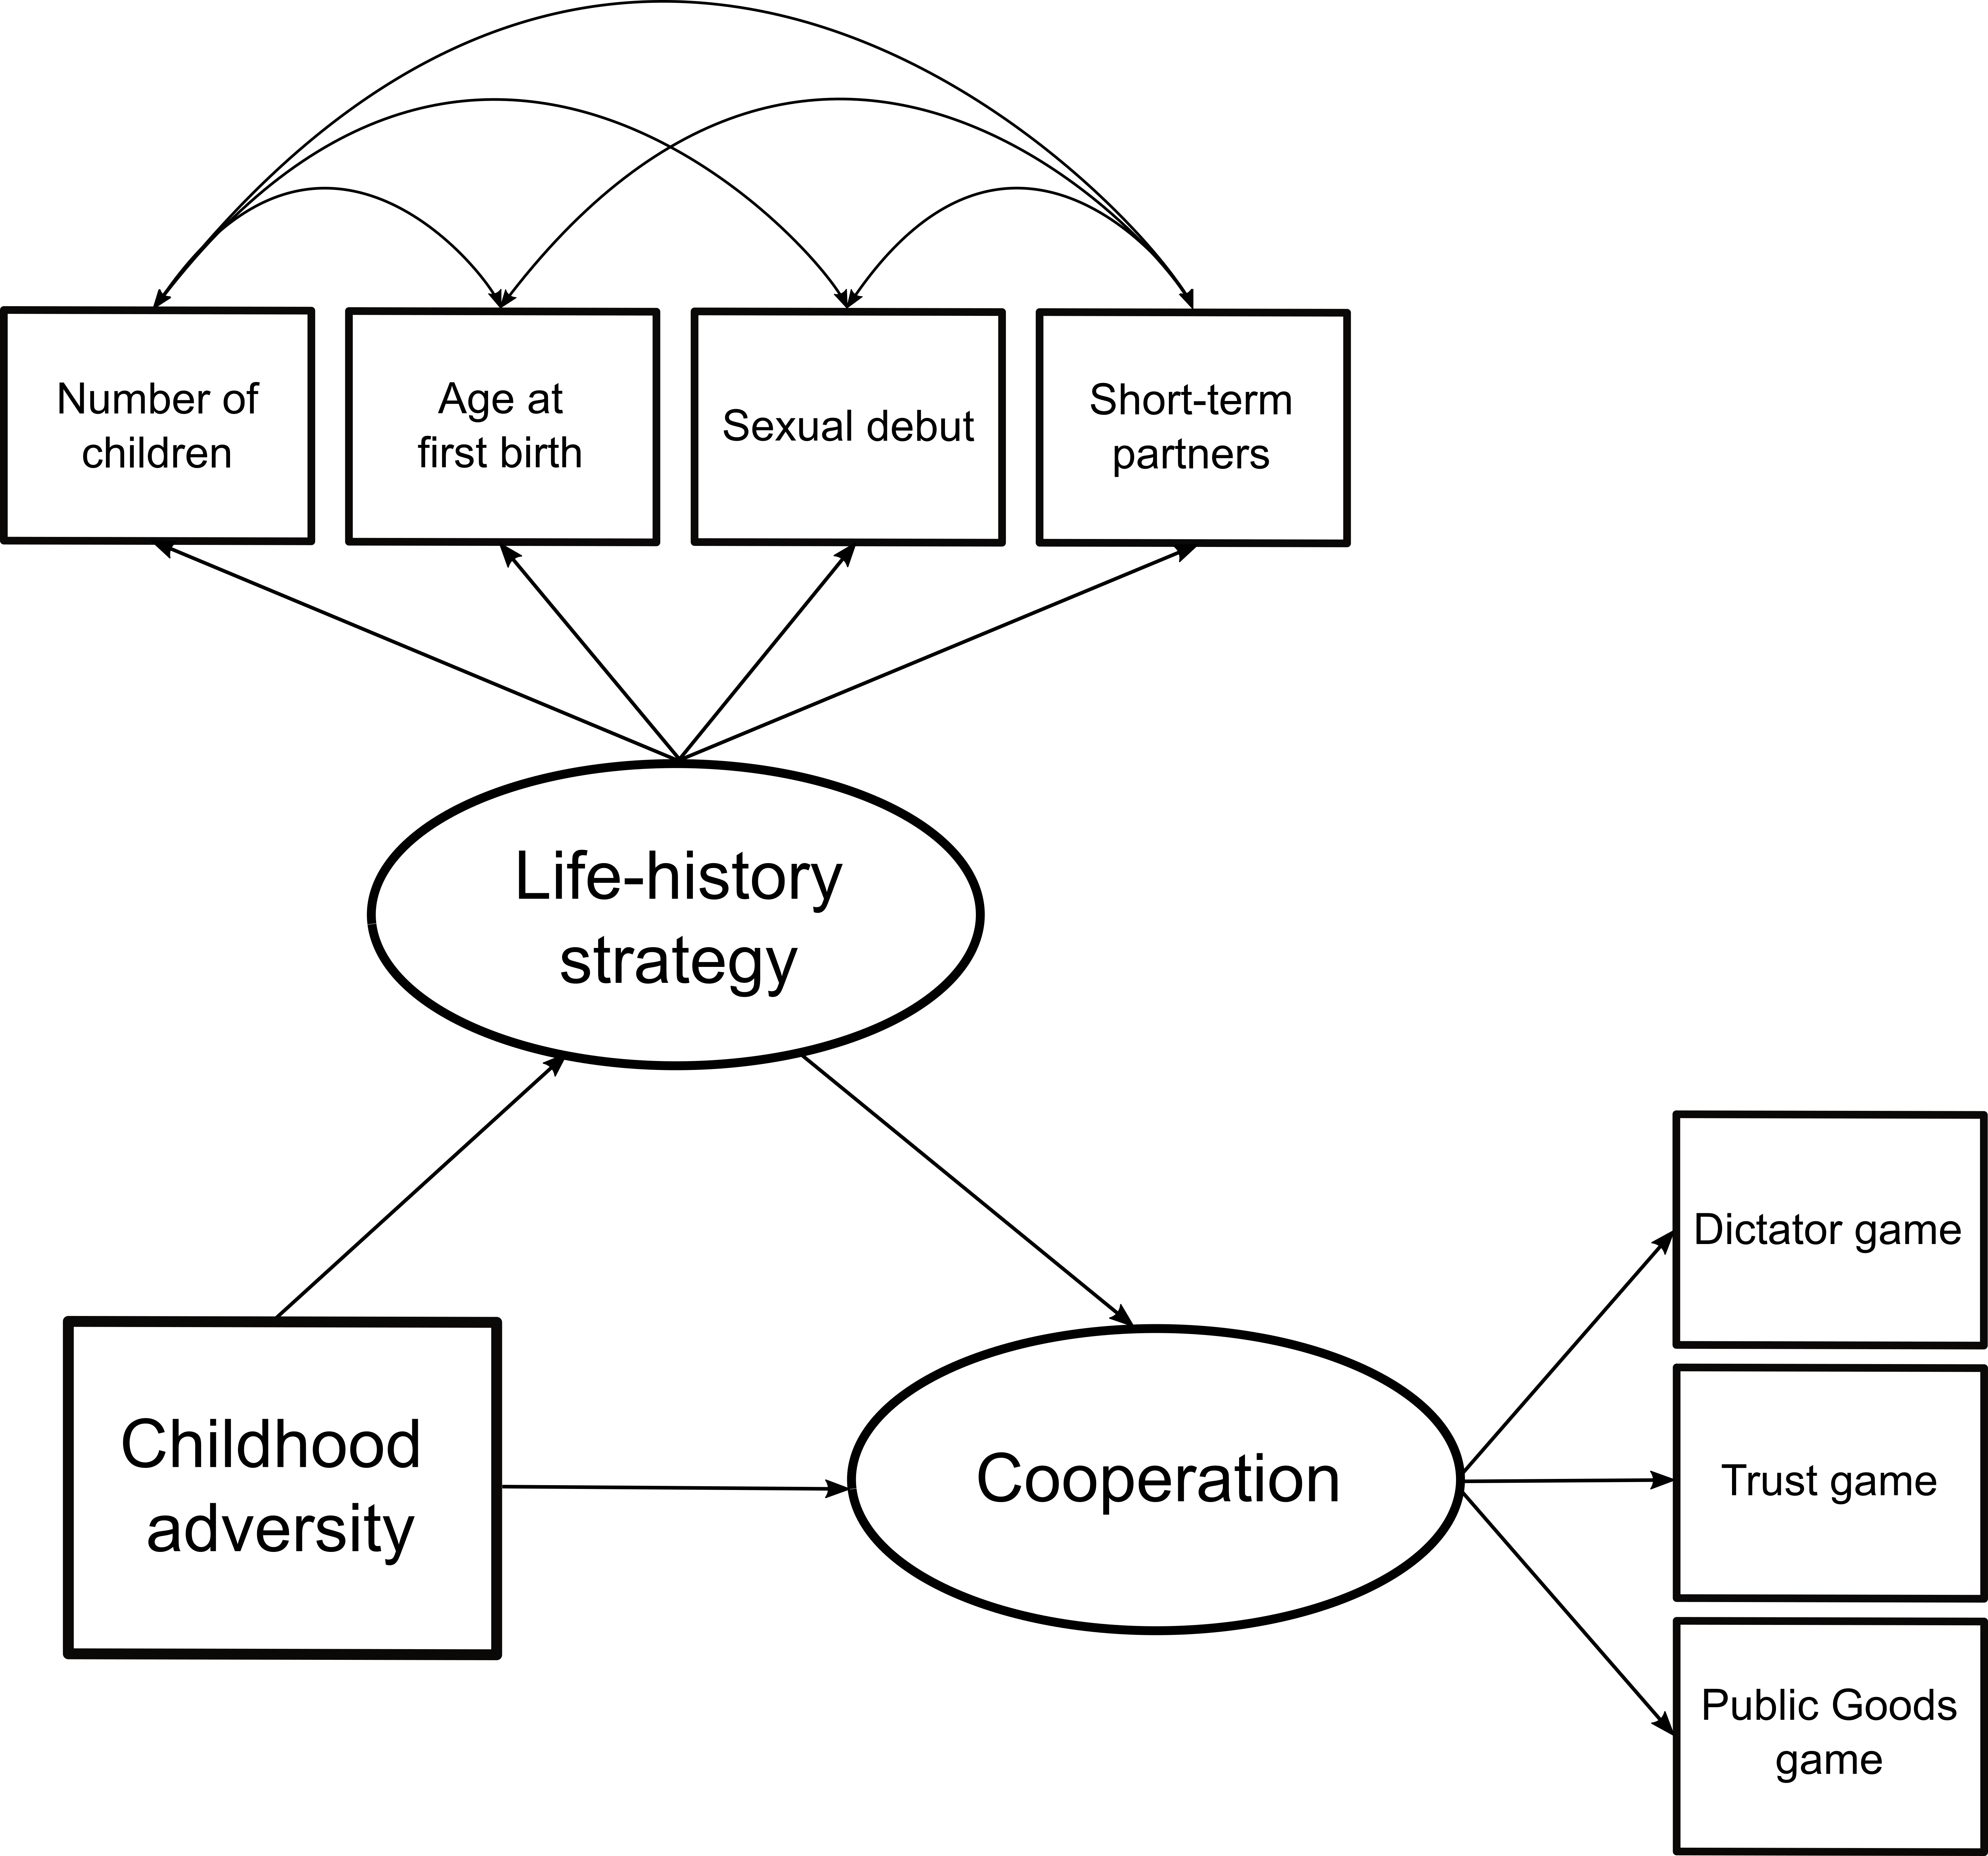 Number of
children
Age at
first birth
Sexual debut
Short-term
partners
Life-history
strategy
Childhood
adversity
Cooperation
Dictator game
Trust game
Public Goods
game